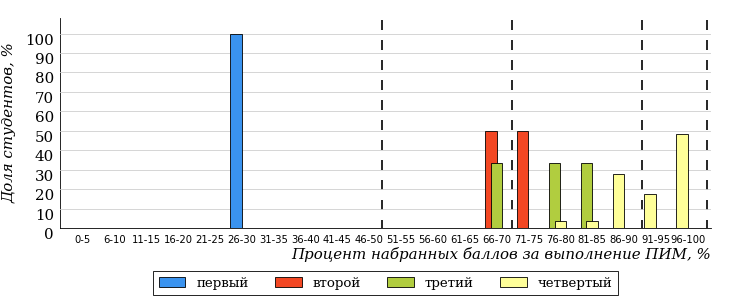 Доля студентов, %
100
90
80
70
60
50
40
30
20
10
0
0-5 6-10 11-15 16-20 21-25 26-30 31-35 36-40 41-45 46-50 51-55 56-60 61-65 66-70 71-75 76-80 81-85 86-90 91-95 96-100
Процент набранных баллов за выполнение ПИМ, %
первый второй третий четвертый